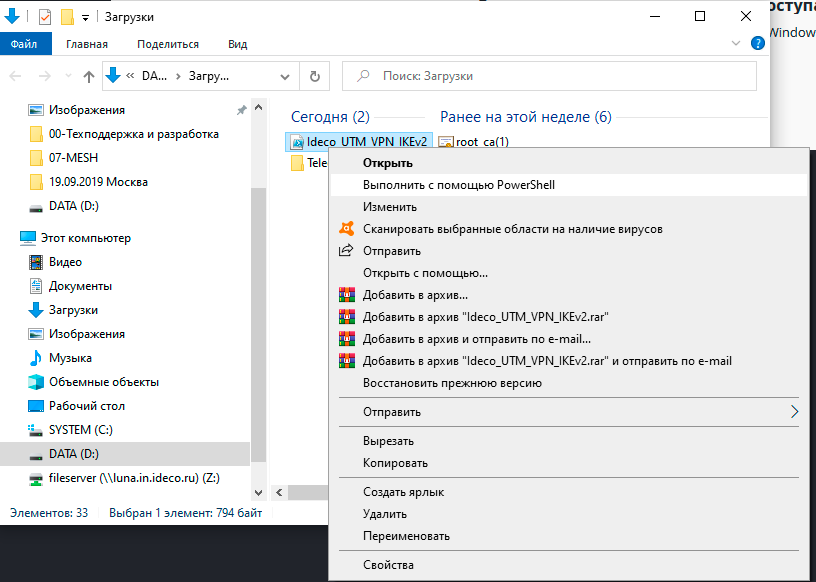 Загрузки
оступа
Файл
Главная
Поделиться
Вид
Window
?
«
DA...
Загру...
Поиск: Загрузки
Изображения
00-Техподдержка и разработка
07-MESH
19.09.2019 Москва
DATA (D:)
Этот компьютер
Видео
Документы
Загрузки
Изображения
Музыка
Объемные объекты
Рабочий стол
SYSTEM (C:)
DATA (D:)
fileserver (\\luna.in.ideco.ru) (Z:)
Элементов: 33
Выбран 1 элемент: 794 байт
Сегодня (2)
Ранее на этой неделе (6)
Ideco_UTM_VPN_IKEv2
root_ca(1)
Tele
Открыть
Выполнить с помощью PowerShell
Изменить
Сканировать выбранные области на наличие вирусов
Отправить
Открыть с помощью...
Добавить в архив...
Добавить в архив "Ideco_UTM_VPN_IKEv2.rar"
Добавить в архив и отправить по e-mail...
Добавить в архив "Ideco_UTM_VPN_IKEv2.rar" и отправить по e-mail
Восстановить прежнюю версию
Отправить
Вырезать
Копировать
Создать ярлык
Удалить
Переименовать
Свойства